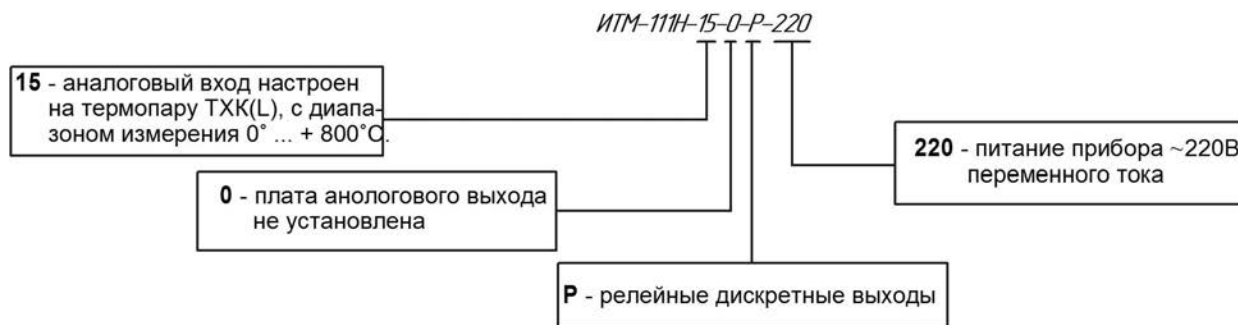 ИТМ-111Н-15-0-Р-220
15 - аналоговый вход настроен
на термопару ТХК(L), с диапа-
зоном измерения 0˚ ... + 800˚С.
220 - питание прибора ~220В
переменного тока
0 - плата анологового выхода
не установлена
Р - релейные дискретные выходы